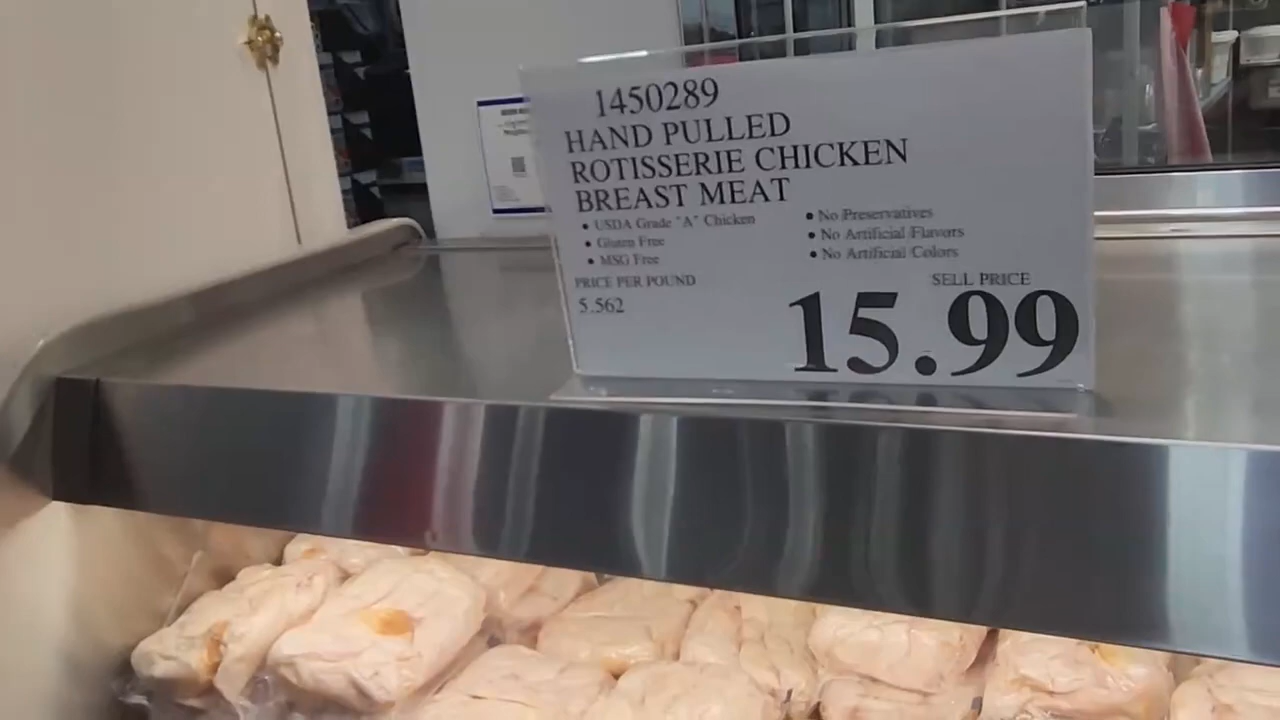 1450289
HAND PULLED
ROTISSERIE CHICKEN
BREAST MEAT
• USDA Grade "A" Chicken
• Gluten Free
• MSG Free
• No Preservatives
• No Artificial Flavors
• No Artificial Colors
PRICE PER POUND
5.562
SELL PRICE
15.99